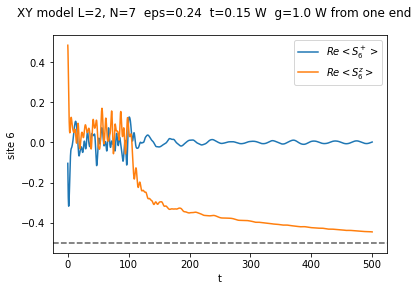 XY model L=2, N=7 eps=0.24 t=0.15 W g=1.0 W from one end
Re<S₆⁺>
Re<S₆ᶻ>
site 6
0.4
0.2
0.0
−0.2
−0.4
0 100 200 300 400 500
t